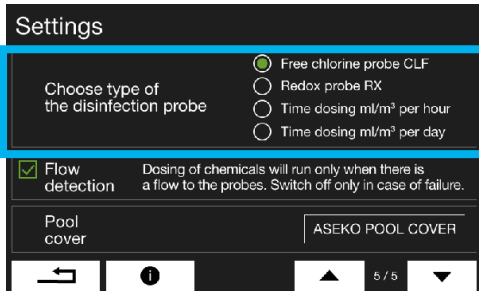 Settings
Choose type of
the disinfection probe
Free chlorine probe CLF
Redox probe RX
Time dosing ml/m³ per hour
Time dosing ml/m³ per day
Flow
detection
Dosing of chemicals will run only when there is
a flow to the probes. Switch off only in case of failure.
Pool
cover
ASEKO POOL COVER
5/5